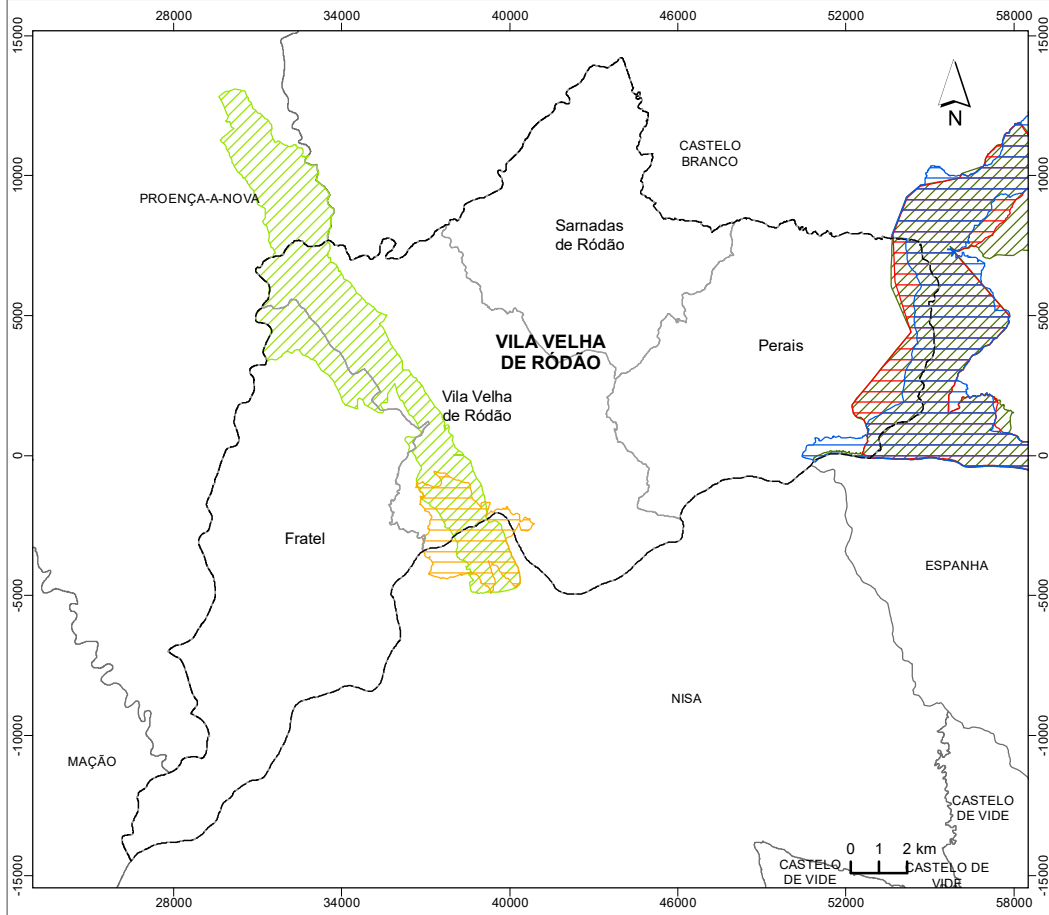 28000 34000 40000 46000 52000 58000
15000 15000
N
CASTELO
BRANCO
10000 10000
PROENÇA-A-NOVA
Sarnadas
de Ródão
5000 5000
VILA VELHA
DE RÓDÃO
Perais
Vila Velha
de Ródão
0 0
Fratel
ESPANHA
-5000 -5000
NISA
-10000 -10000
MAÇÃO
CASTELO
DE VIDE
0 1 2 km
CASTELO
DE VIDE
CASTELO DE
VIDE
-15000 -15000
28000 34000 40000 46000 52000 58000